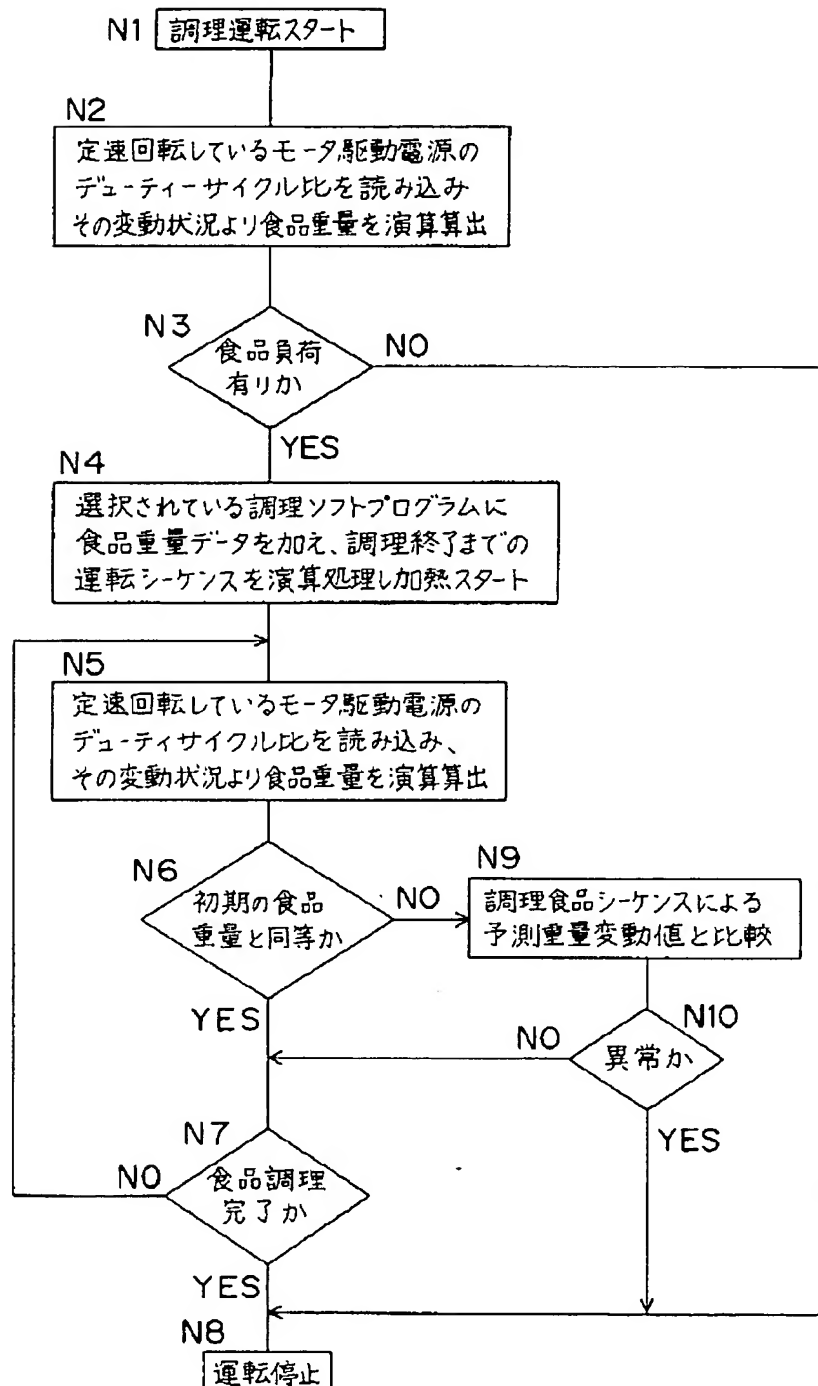 N1 調理運転スタート
N2
定速回転しているモータ駆動電源の
デューティーサイクル比を読み込み
その変動状況より食品重量を演算算出
N3
食品負荷
有りか
NO
YES
N4
選択されている調理ソフトプログラムに
食品重量データを加え、調理終了までの
運転シーケンスを演算処理し加熱スタート
N5
定速回転しているモータ駆動電源の
デューティサイクル比を読み込み、
その変動状況より食品重量を演算算出
N6
初期の食品
重量と同等か
NO
YES
N9
調理食品シーケンスによる
予測重量変動値と比較
N10
異常か
NO
YES
N7
食品調理
完了か
NO
YES
N8
運転停止